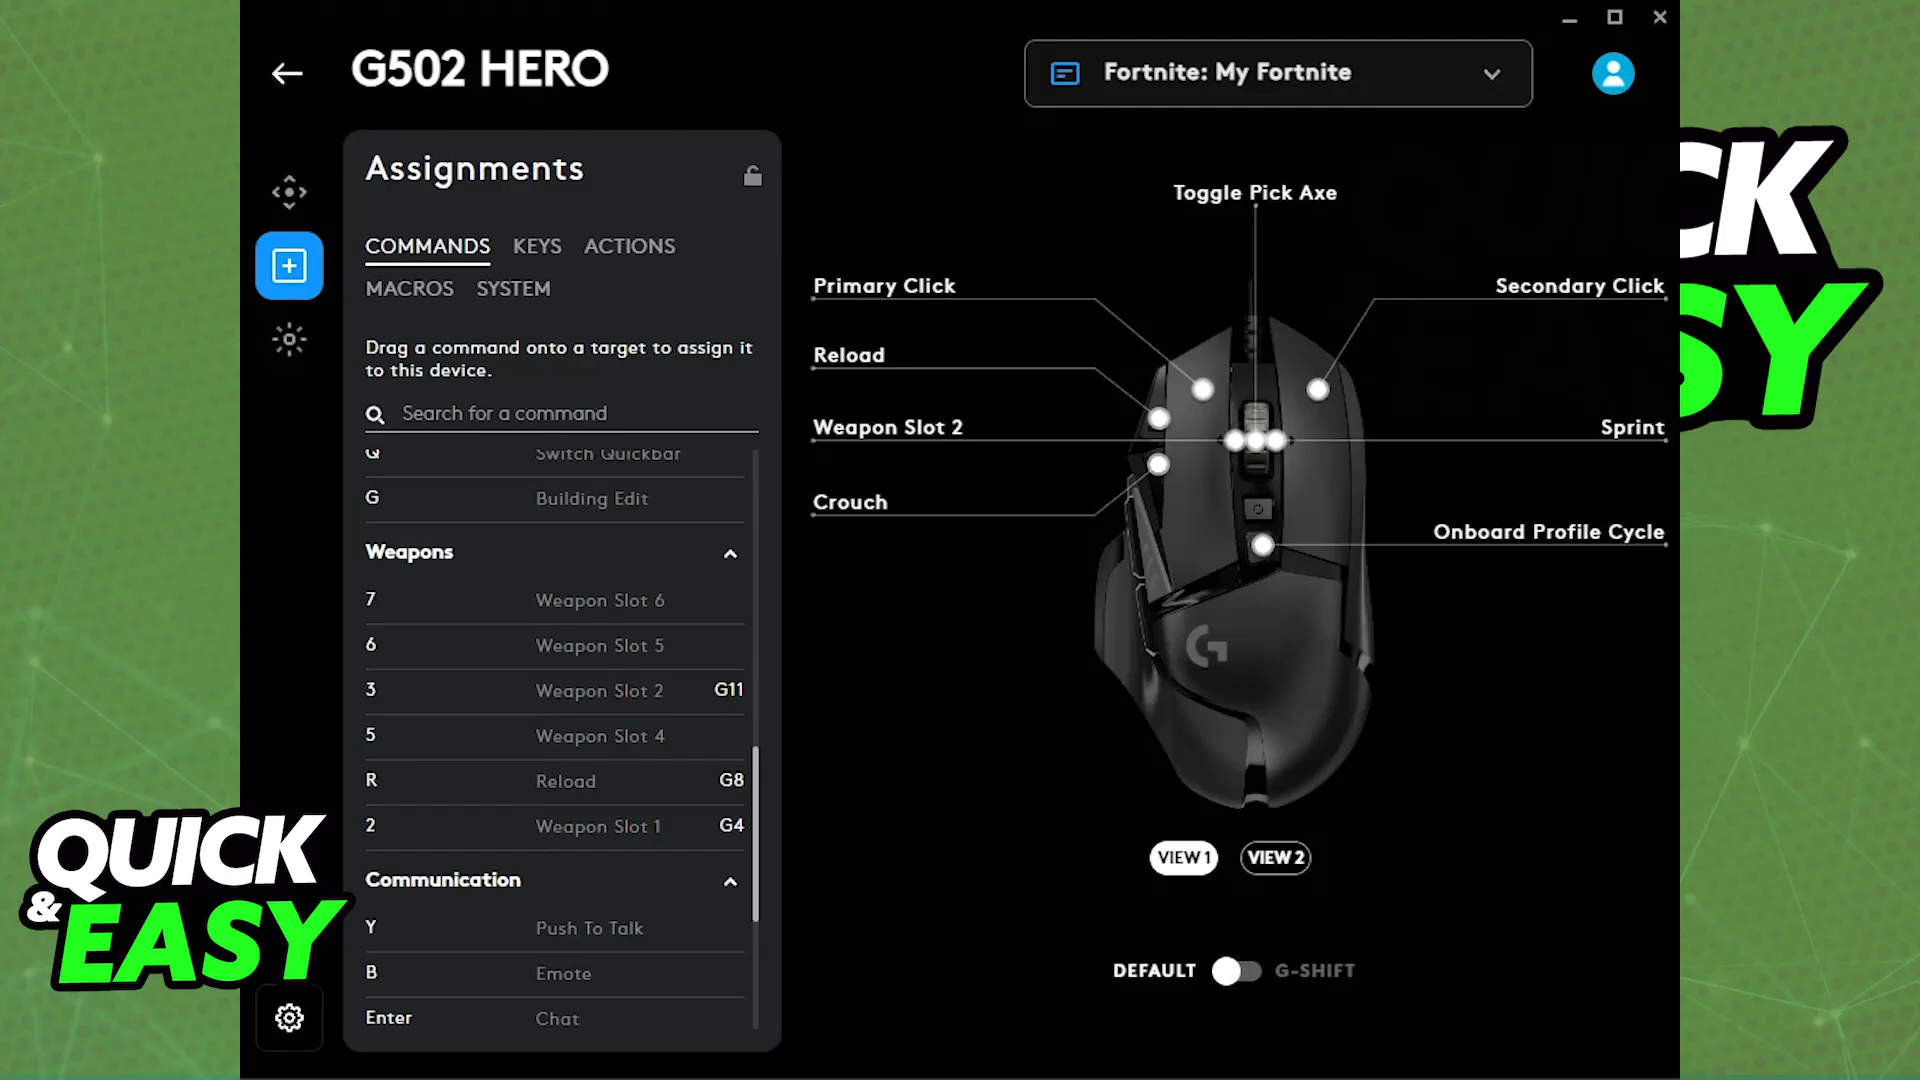 G502 HERO
Fortnite: My Fortnite
Assignments
COMMANDS KEYS ACTIONS
MACROS SYSTEM
Drag a command onto a target to assign it
to this device.
Search for a command
Q Switch Quickbar
G Building Edit
Weapons
7 Weapon Slot 6
6 Weapon Slot 5
3 Weapon Slot 2 G11
5 Weapon Slot 4
R Reload G8
2 Weapon Slot 1 G4
Communication
Y Push To Talk
B Emote
Enter Chat
Toggle Pick Axe
Primary Click
Secondary Click
Reload
Weapon Slot 2
Sprint
Crouch
Onboard Profile Cycle
G
VIEW 1 VIEW 2
DEFAULT G-SHIFT
QUICK
& EASY
CK
SY